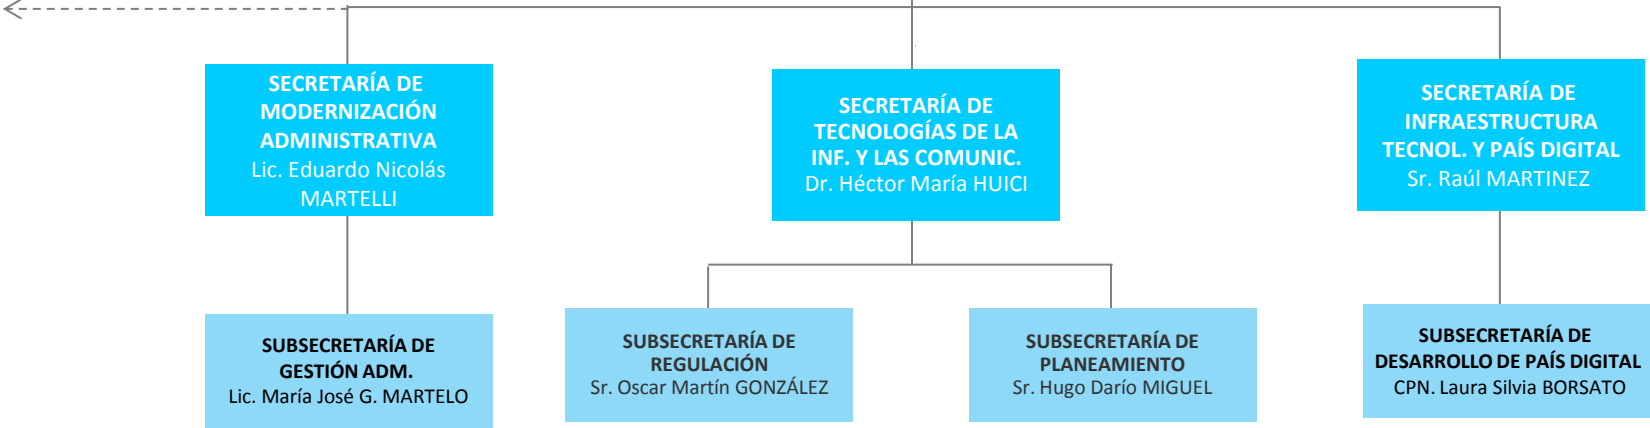 SECRETARÍA DE
MODERNIZACIÓN
ADMINISTRATIVA
Lic. Eduardo Nicolás
MARTELLI
SECRETARÍA DE
TECNOLOGÍAS DE LA
INF. Y LAS COMUNIC.
Dr. Héctor María HUICI
SECRETARÍA DE
INFRAESTRUCTURA
TECNOL. Y PAÍS DIGITAL
Sr. Raúl MARTINEZ
SUBSECRETARÍA DE
GESTIÓN ADM.
Lic. María José G. MARTELO
SUBSECRETARÍA DE
REGULACIÓN
Sr. Oscar Martín GONZÁLEZ
SUBSECRETARÍA DE
PLANEAMIENTO
Sr. Hugo Darío MIGUEL
SUBSECRETARÍA DE
DESARROLLO DE PAÍS DIGITAL
CPN. Laura Silvia BORSATO